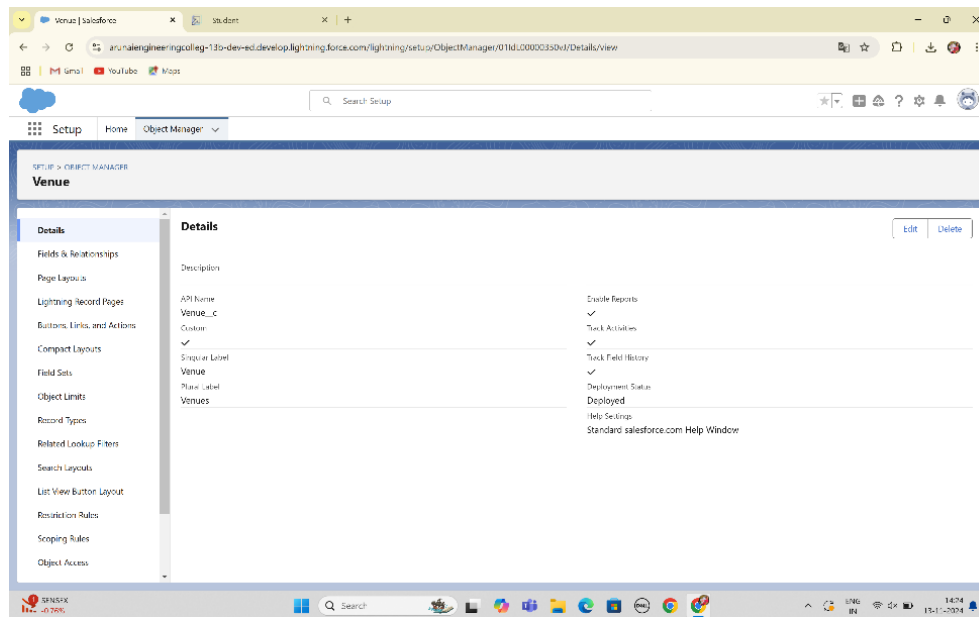 Venue | Salesforce
Student
arunaiengineeringcolleg-13b-dev-ed.develop.lightning.force.com/lightning/setup/ObjectManager/01IdL00000350vJ/Details/view
Gmail YouTube Maps
Search Setup
Setup Home Object Manager
SETUP > OBJECT MANAGER
Venue
Details
Fields & Relationships
Page Layouts
Lightning Record Pages
Buttons, Links, and Actions
Compact Layouts
Field Sets
Object Limits
Record Types
Related Lookup Filters
Search Layouts
List View Button Layout
Restriction Rules
Scoping Rules
Object Access
Details
Edit Delete
Description
API Name
Venue__c
Custom
Singular Label
Venue
Plural Label
Venues
Enable Reports
Track Activities
Track Field History
Deployment Status
Deployed
Help Settings
Standard salesforce.com Help Window
SENSEX
-0.76%
Search
ENG
IN
14:24
13-11-2024